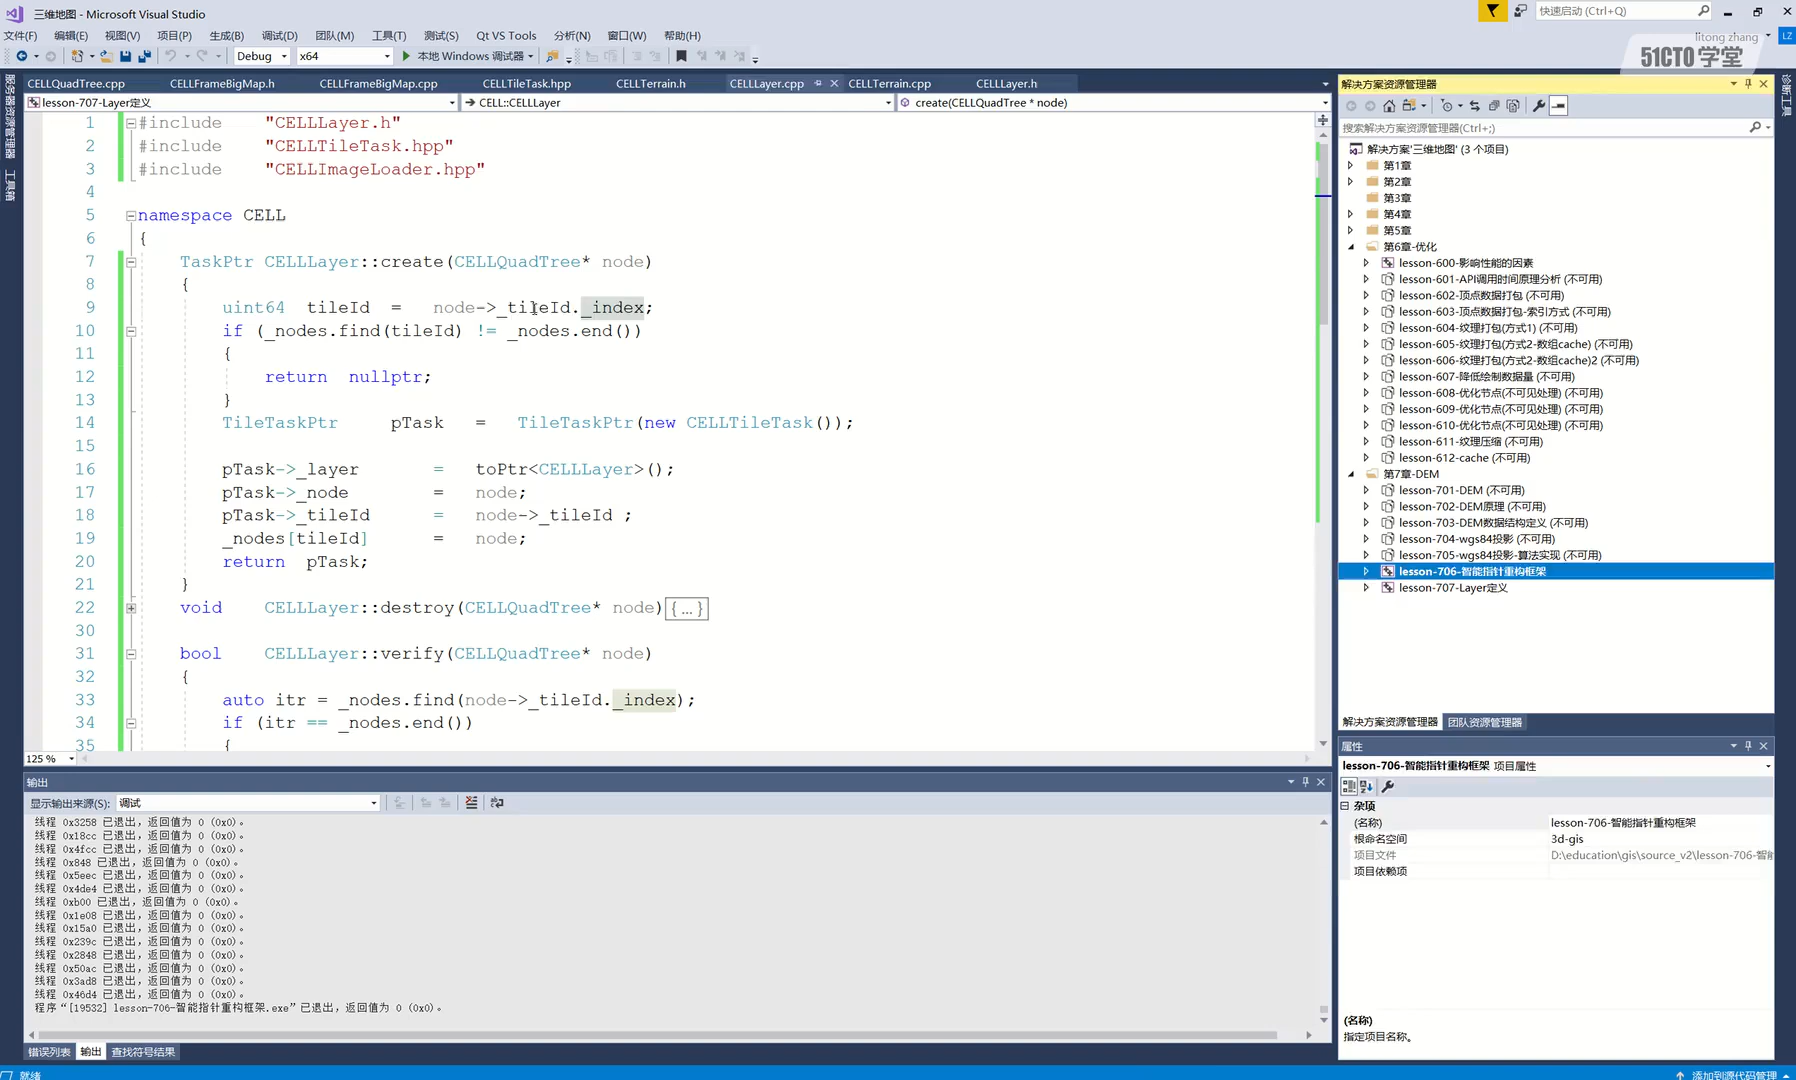 三维地图 - Microsoft Visual Studio
快速启动 (Ctrl+Q)
文件(F) 编辑(E) 视图(V) 项目(P) 生成(B) 调试(D) 团队(M) 工具(T) 测试(S) Qt VS Tools 分析(N) 窗口(W) 帮助(H)
litong zhang
LZ
51CTO学堂
Debug x64 本地 Windows 调试器
服务器资源管理器
工具箱
诊断工具
CELLQuadTree.cpp CELLFrameBigMap.h CELLFrameBigMap.cpp CELLTileTask.hpp CELLTerrain.h CELLLayer.cpp CELLTerrain.cpp CELLLayer.h
lesson-707-Layer定义 CELL::CELLLayer create(CELLQuadTree * node)
1 #include "CELLLayer.h"
2 #include "CELLTileTask.hpp"
3 #include "CELLImageLoader.hpp"
4
5 namespace CELL
6 {
7 TaskPtr CELLLayer::create(CELLQuadTree* node)
8 {
9 uint64 tileId = node->_tileId._index;
10 if (_nodes.find(tileId) != _nodes.end())
11 {
12 return nullptr;
13 }
14 TileTaskPtr pTask = TileTaskPtr(new CELLTileTask());
15
16 pTask->_layer = toPtr<CELLLayer>();
17 pTask->_node = node;
18 pTask->_tileId = node->_tileId ;
19 _nodes[tileId] = node;
20 return pTask;
21 }
22 void CELLLayer::destroy(CELLQuadTree* node){...}
30
31 bool CELLLayer::verify(CELLQuadTree* node)
32 {
33 auto itr = _nodes.find(node->_tileId._index);
34 if (itr == _nodes.end())
35 {
125 %
输出
显示输出来源(S): 调试
线程 0x3258 已退出，返回值为 0 (0x0)。
线程 0x18cc 已退出，返回值为 0 (0x0)。
线程 0x4fcc 已退出，返回值为 0 (0x0)。
线程 0x848 已退出，返回值为 0 (0x0)。
线程 0x5eec 已退出，返回值为 0 (0x0)。
线程 0x4de4 已退出，返回值为 0 (0x0)。
线程 0xb00 已退出，返回值为 0 (0x0)。
线程 0x1e08 已退出，返回值为 0 (0x0)。
线程 0x15a0 已退出，返回值为 0 (0x0)。
线程 0x239c 已退出，返回值为 0 (0x0)。
线程 0x2848 已退出，返回值为 0 (0x0)。
线程 0x50ac 已退出，返回值为 0 (0x0)。
线程 0x3ad8 已退出，返回值为 0 (0x0)。
线程 0x46d4 已退出，返回值为 0 (0x0)。
程序“[19532] lesson-706-智能指针重构框架.exe”已退出，返回值为 0 (0x0)。
错误列表 输出 查找符号结果
就绪
解决方案资源管理器
搜索解决方案资源管理器(Ctrl+;)
解决方案'三维地图' (3 个项目)
第1章
第2章
第3章
第4章
第5章
第6章-优化
lesson-600-影响性能的因素
lesson-601-API调用时间原理分析 (不可用)
lesson-602-顶点数据打包 (不可用)
lesson-603-顶点数据打包-索引方式 (不可用)
lesson-604-纹理打包(方式1) (不可用)
lesson-605-纹理打包(方式2-数组cache) (不可用)
lesson-606-纹理打包(方式2-数组cache)2 (不可用)
lesson-607-降低绘制数据量 (不可用)
lesson-608-优化节点(不可见处理) (不可用)
lesson-609-优化节点(不可见处理) (不可用)
lesson-610-优化节点(不可见处理) (不可用)
lesson-611-纹理压缩 (不可用)
lesson-612-cache (不可用)
第7章-DEM
lesson-701-DEM (不可用)
lesson-702-DEM原理 (不可用)
lesson-703-DEM数据结构定义 (不可用)
lesson-704-wgs84投影 (不可用)
lesson-705-wgs84投影-算法实现 (不可用)
lesson-706-智能指针重构框架
lesson-707-Layer定义
解决方案资源管理器 团队资源管理器
属性
lesson-706-智能指针重构框架 项目属性
杂项
(名称) lesson-706-智能指针重构框架
根命名空间 3d-gis
项目文件 D:\education\gis\source_v2\lesson-706-智能
项目依赖项
(名称)
指定项目名称。
添加到源代码管理